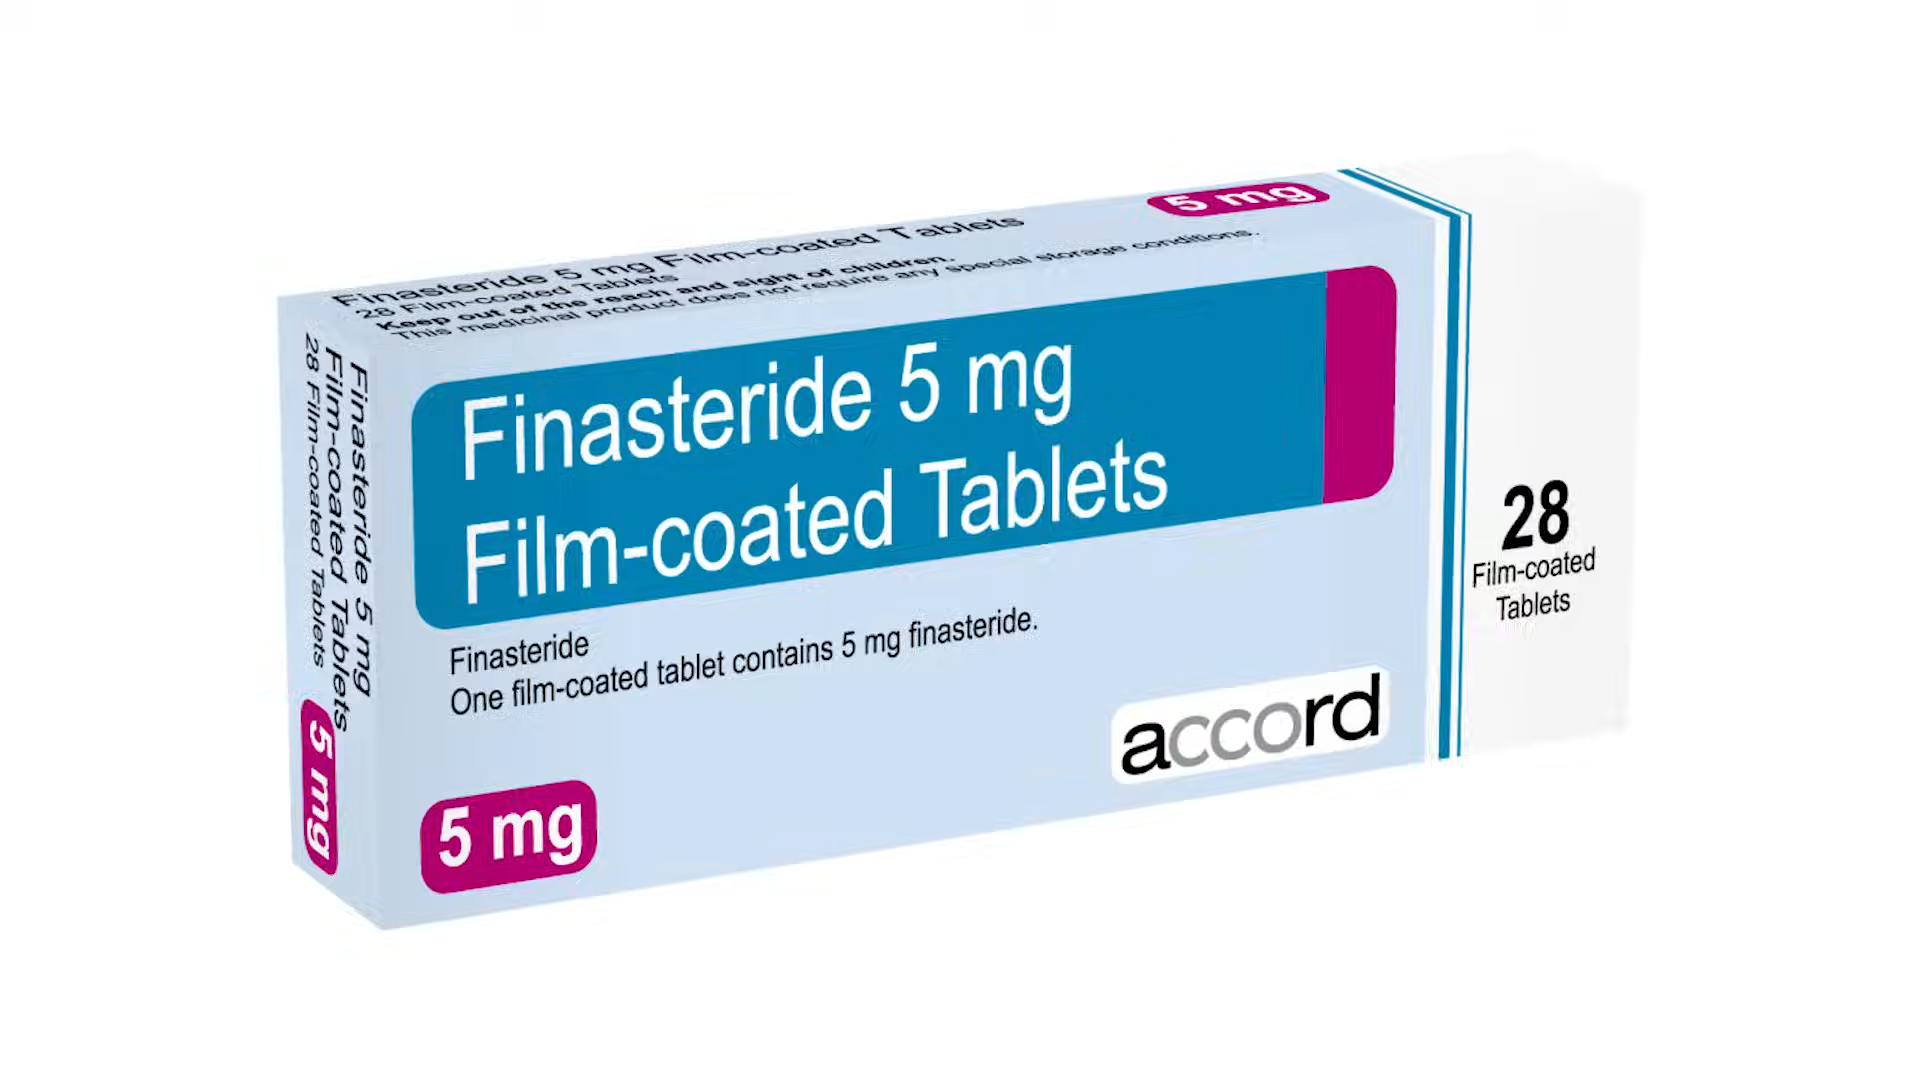 Finasteride 5 mg Film-coated Tablets
28 Film-coated Tablets
Keep out of the reach and sight of children.
This medicinal product does not require any special storage conditions.
5 mg
Finasteride 5 mg
Film-coated Tablets
28 Film-coated Tablets
5 mg
Finasteride 5 mg
Film-coated Tablets
Finasteride
One film-coated tablet contains 5 mg finasteride.
5 mg
accord
28
Film-coated
Tablets